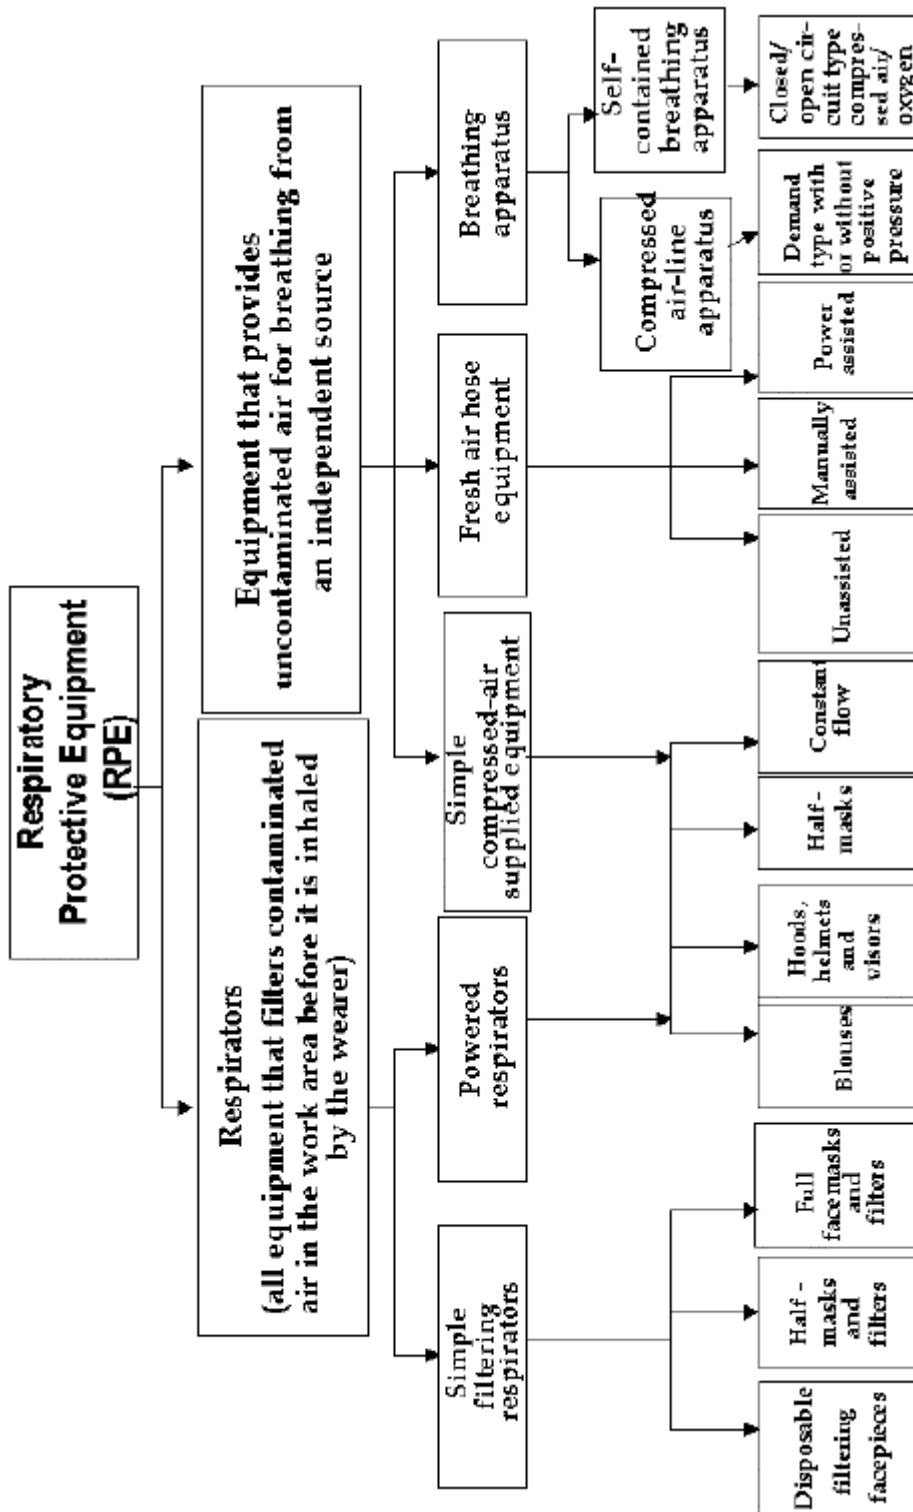 Respiratory
Protective Equipment
(RPE)
Respirators
(all equipment that filters contaminated
air in the work area before it is inhaled
by the wearer)
Equipment that provides
uncontaminated air for breathing from
an independent source
Simple
filtering
respirators
Powered
respirators
Simple
compressed-air
supplied equipment
Fresh air hose
equipment
Breathing
apparatus
Compressed
air-line
apparatus
Self-
contained
breathing
apparatus
Disposable
filtering
facepieces
Half -
masks
and
filters
Full
facemasks
and
filters
Blouses
Hoods,
helmets
and
visors
Half-
masks
Constant
flow
Unassisted
Manually
assisted
Power
assisted
Demand
type with
or without
positive
pressure
Closed/
open cir-
cuit type
compres-
sed air/
oxygen